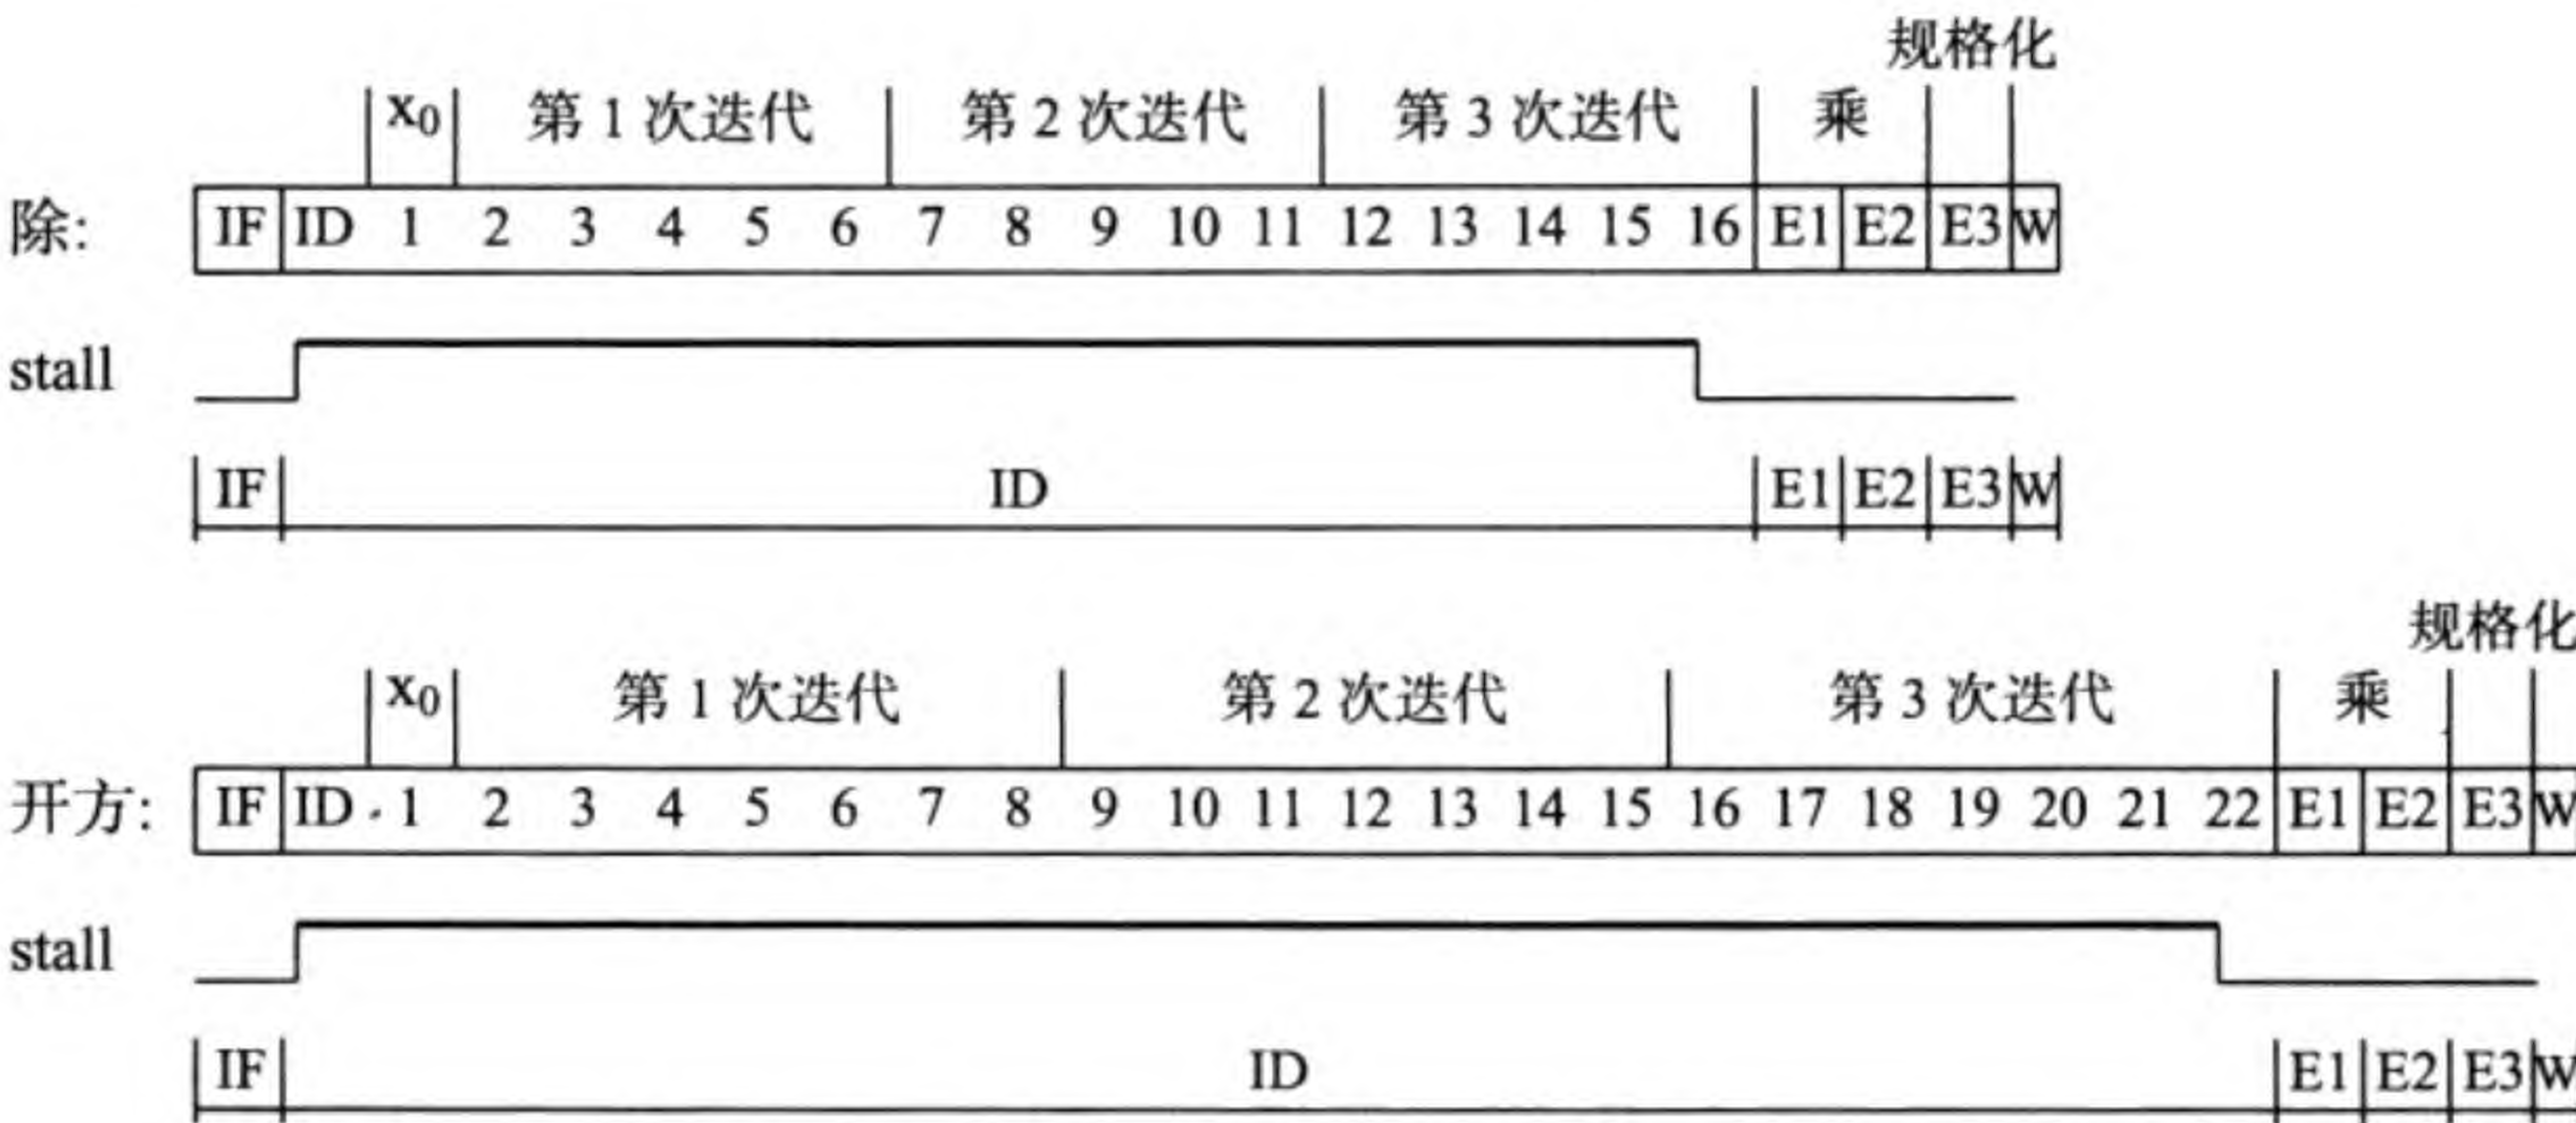 规格化
x0 第 1 次迭代 第 2 次迭代 第 3 次迭代 乘
除: IF ID 1 2 3 4 5 6 7 8 9 10 11 12 13 14 15 16 E1 E2 E3 W
stall
IF ID E1 E2 E3 W
规格化
x0 第 1 次迭代 第 2 次迭代 第 3 次迭代 乘
开方: IF ID 1 2 3 4 5 6 7 8 9 10 11 12 13 14 15 16 17 18 19 20 21 22 E1 E2 E3 W
stall
IF ID E1 E2 E3 W